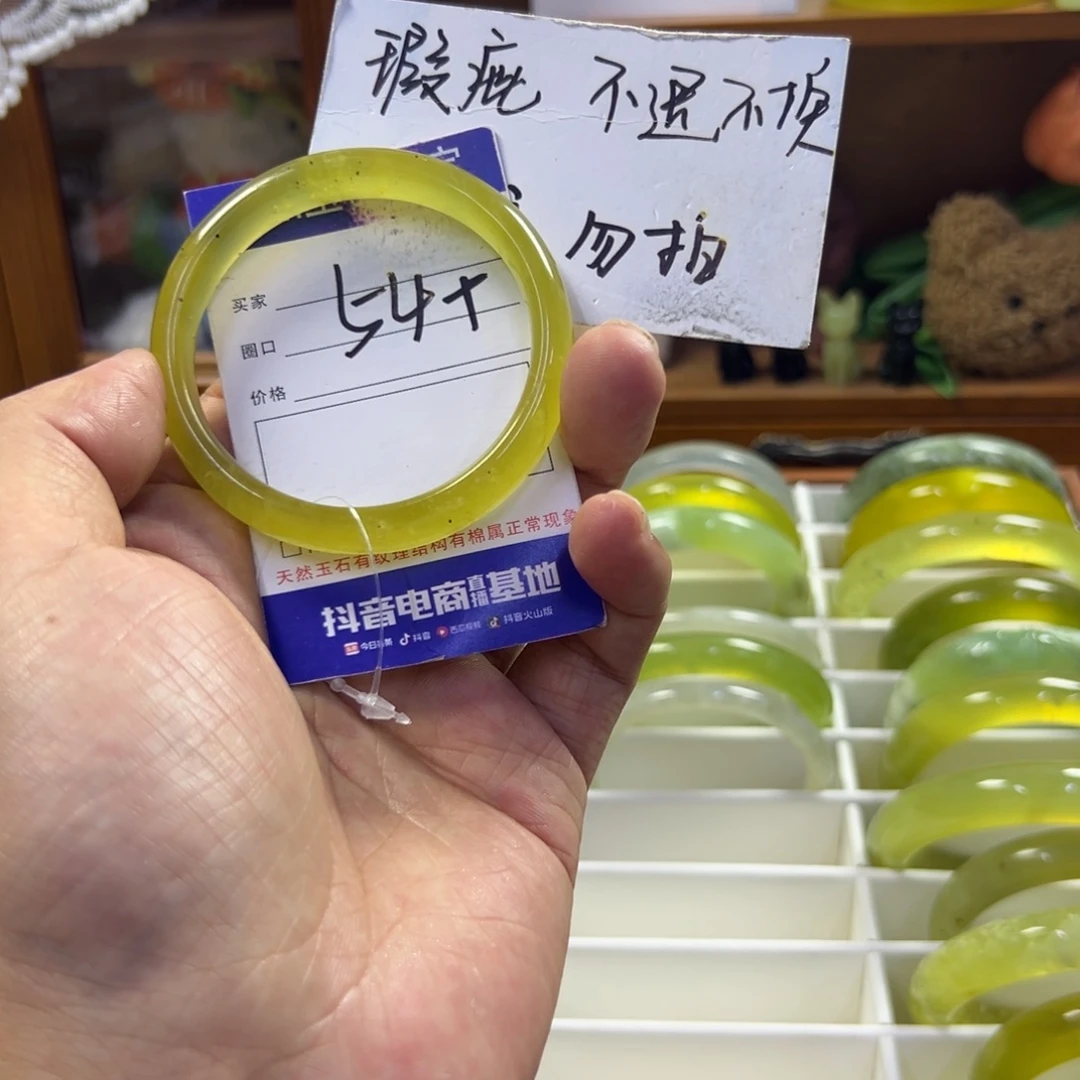 瑕疵 不退不换
勿拍
买家
54+
圈口
价格
天然玉石有纹理结构有棉属正常现象
抖音电商直播基地
今日头条 抖音 西瓜视频 抖音火山版